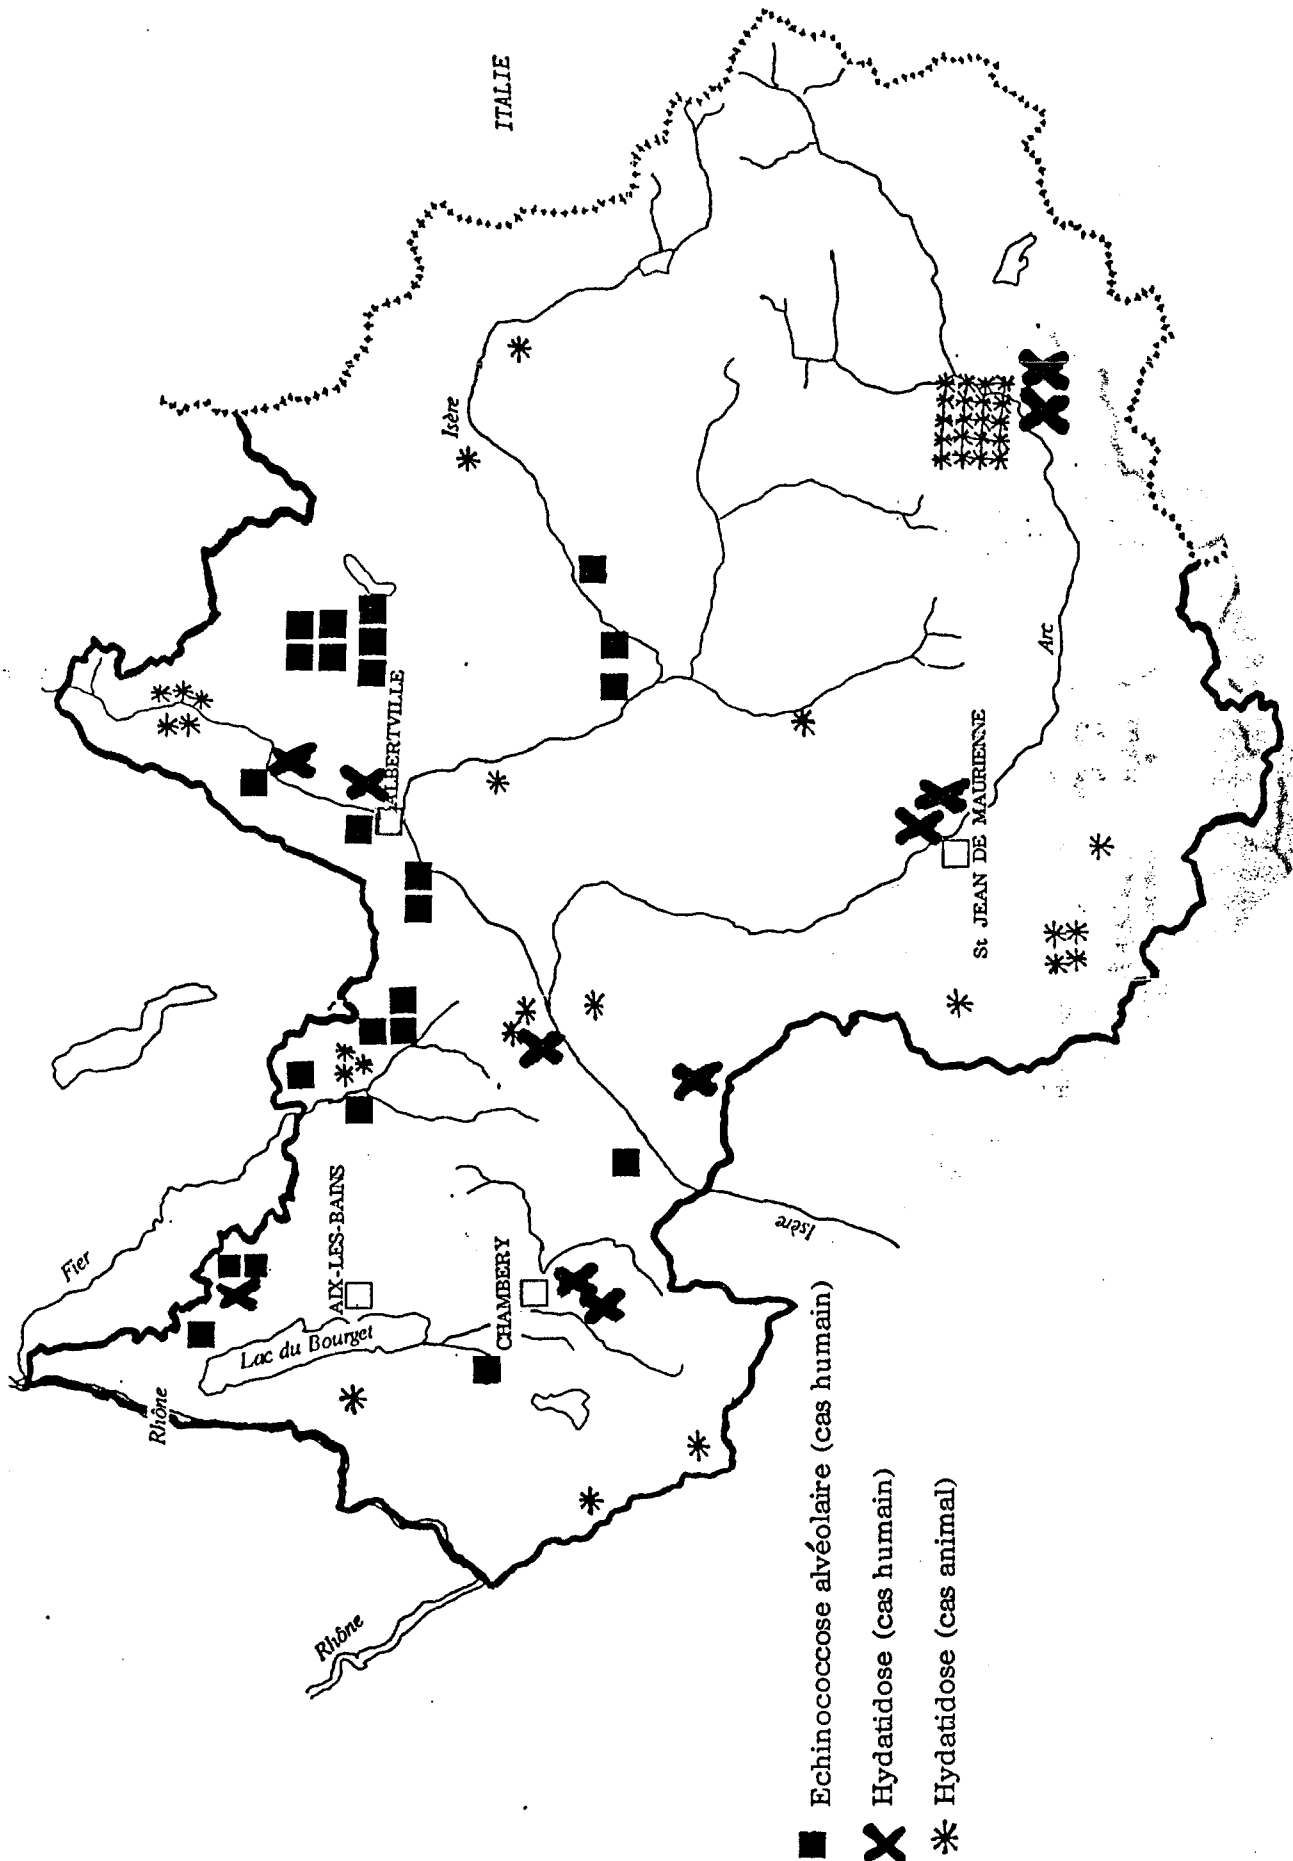 ITALIE
Isère
ALBERTVILLE
Arc
St JEAN DE MAURIENNE
Fier
AIX-LES-BAINS
Isère
CHAMBERY
Lac du Bourget
Rhône
Rhône
Echinococcose alvéolaire (cas humain)
Hydatidose (cas humain)
Hydatidose (cas animal)